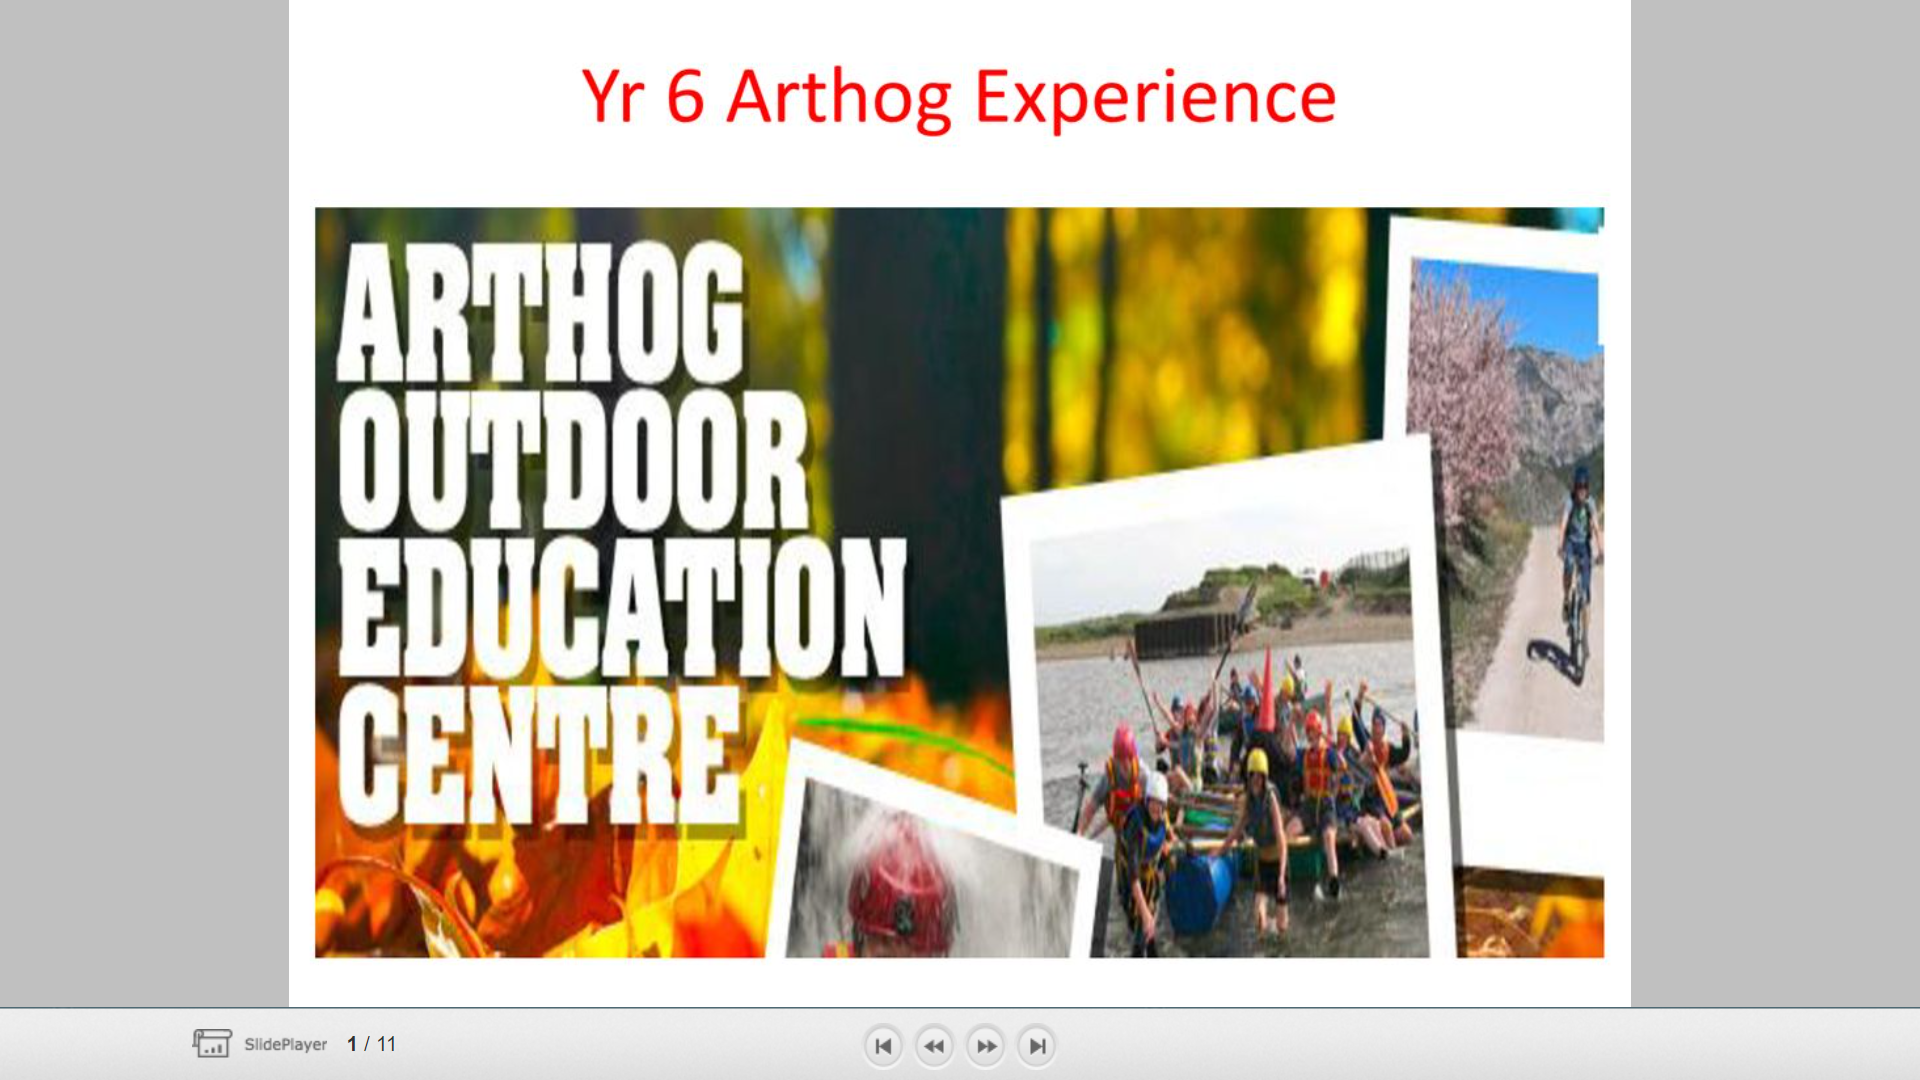 Yr 6 Arthog Experience
ARTHOG
OUTDOOR
EDUCATION
CENTRE
SlidePlayer 1 / 11